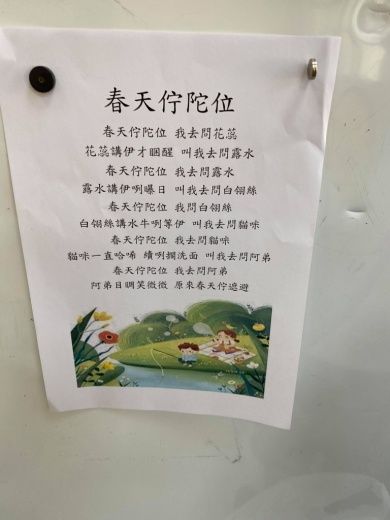 春天佇陀位
春天佇陀位 我去問花蕊
花蕊講伊才睏醒 叫我去問露水
春天佇陀位 我去問露水
露水講伊咧曝日 叫我去問白翎絲
春天佇陀位 我問白翎絲
白翎絲講水牛咧等伊 叫我去問貓咪
春天佇陀位 我去問貓咪
貓咪一直哈唏 續咧摑洗面 叫我去問阿弟
春天佇陀位 我去問阿弟
阿弟目睭笑微微 原來春天佇遮避